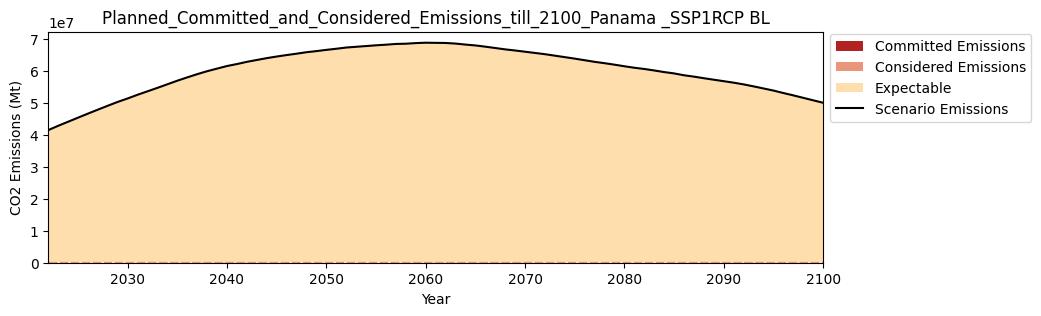 Planned_Committed_and_Considered_Emissions_till_2100_Panama _SSP1RCP BL
1e7
7
6
5
4
3
2
1
0
CO2 Emissions (Mt)
2030 2040 2050 2060 2070 2080 2090 2100
Year
Committed Emissions
Considered Emissions
Expectable
Scenario Emissions